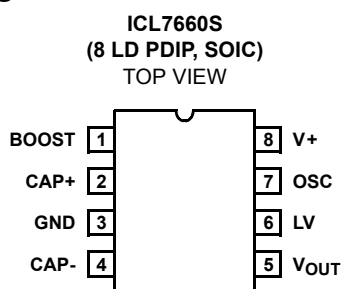 ICL7660S
(8 LD PDIP, SOIC)
TOP VIEW
BOOST 1 8 V+
CAP+ 2 7 OSC
GND 3 6 LV
CAP- 4 5 VOUT